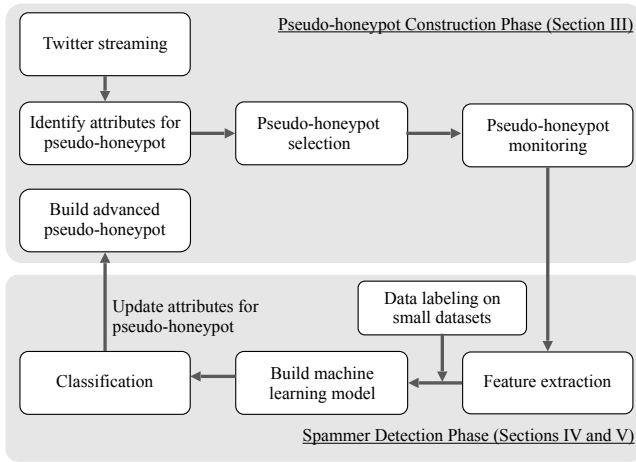 Pseudo-honeypot Construction Phase (Section III)
Twitter streaming
Identify attributes for
pseudo-honeypot
Pseudo-honeypot
selection
Pseudo-honeypot
monitoring
Build advanced
pseudo-honeypot
Update attributes for
pseudo-honeypot
Data labeling on
small datasets
Classification
Build machine
learning model
Feature extraction
Spammer Detection Phase (Sections IV and V)